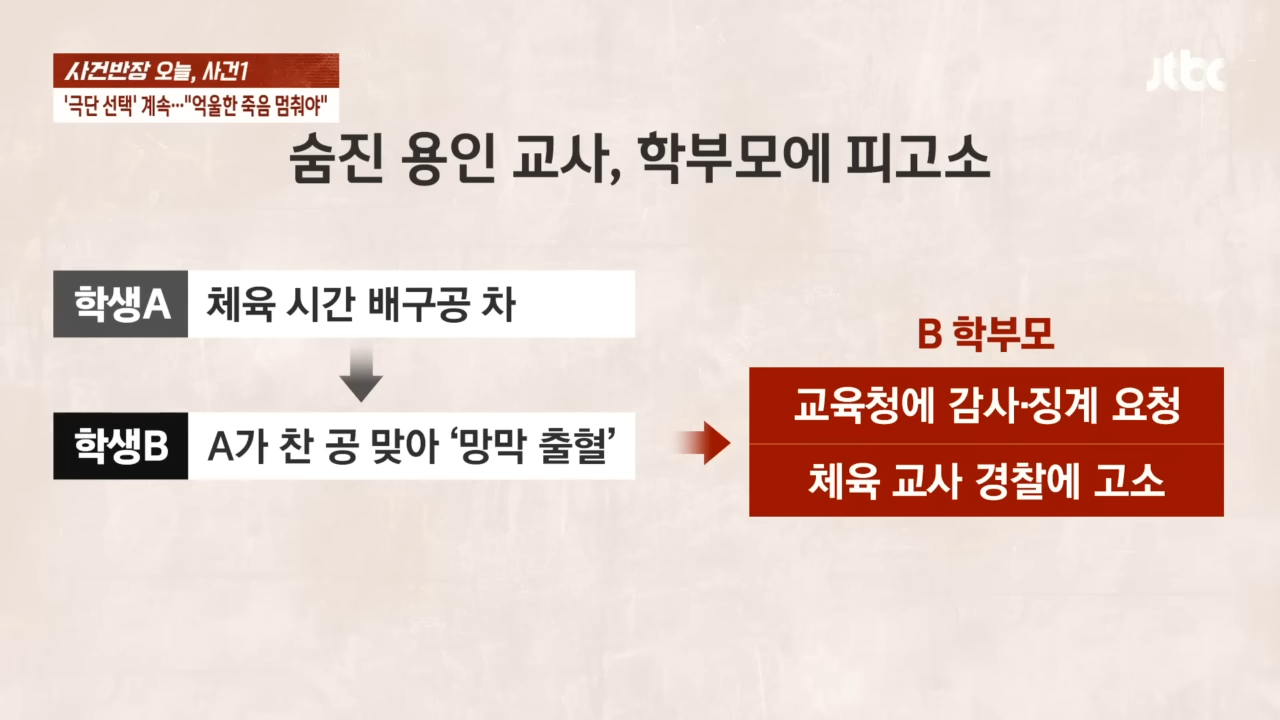 사건반장 오늘, 사건1
'극단 선택' 계속…"억울한 죽음 멈춰야"
jtbc
숨진 용인 교사, 학부모에 피고소
학생A 체육 시간 배구공 차
학생B A가 찬 공 맞아 ‘망막 출혈’
B 학부모
교육청에 감사·징계 요청
체육 교사 경찰에 고소